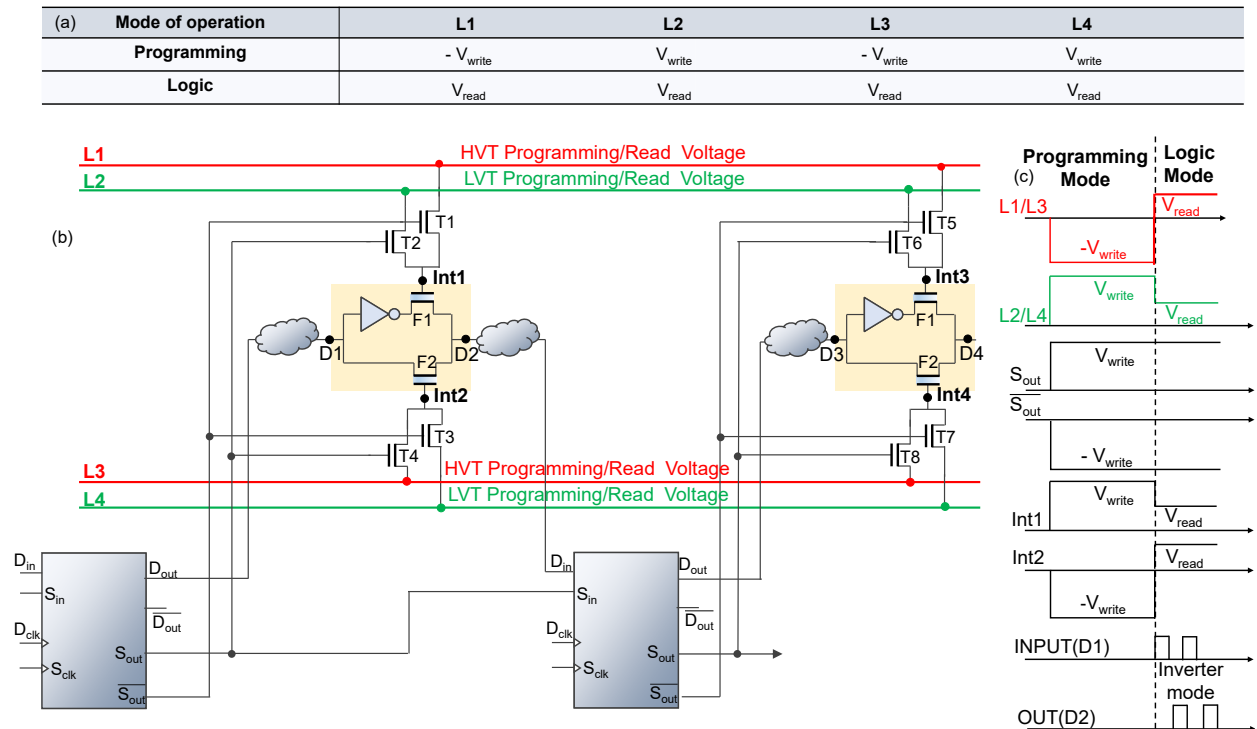 (a) Mode of operation L1 L2 L3 L4
Programming - Vwrite Vwrite - Vwrite Vwrite
Logic Vread Vread Vread Vread
(b)
L1 HVT Programming/Read Voltage
L2 LVT Programming/Read Voltage
T1
T2
T5
T6
Int1
Int3
F1
F1
D1
D2
D3
D4
F2
F2
Int2
Int4
T3
T4
T7
T8
L3 HVT Programming/Read Voltage
L4 LVT Programming/Read Voltage
Din
Dout
Sin
Dout
Dclk
Sout
Sclk
Sout
Din
Dout
Sin
Dout
Dclk
Sout
Sclk
Sout
(c)
Programming Mode
Logic Mode
L1/L3
Vread
-Vwrite
L2/L4
Vwrite
Vread
Sout
Vwrite
Sout
- Vwrite
Int1
Vwrite
Vread
Int2
Vread
-Vwrite
INPUT(D1)
Inverter
mode
OUT(D2)